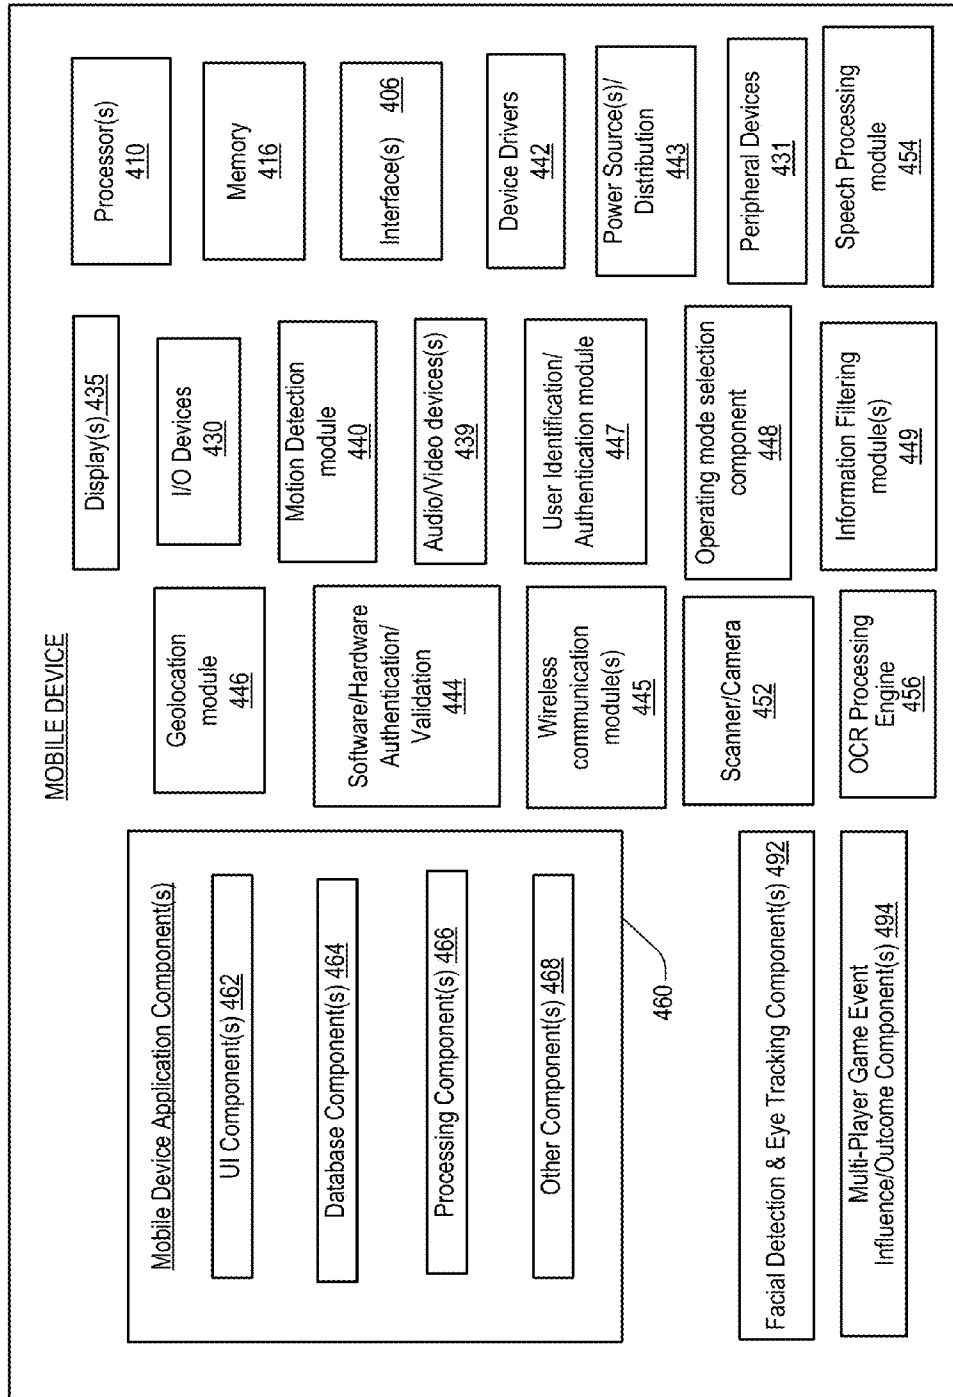 MOBILE DEVICE
Mobile Device Application Component(s)
UI Component(s) 462
Database Component(s) 464
Processing Component(s) 466
Other Component(s) 468
460
Facial Detection & Eye Tracking Component(s) 492
Multi-Player Game Event
Influence/Outcome Component(s) 494
Geolocation
module
446
Software/Hardware
Authentication/
Validation
444
Wireless
communication
module(s)
445
Scanner/Camera
452
OCR Processing
Engine
456
Display(s) 435
I/O Devices
430
Motion Detection
module
440
Audio/Video devices(s)
439
User Identification/
Authentication module
447
Operating mode selection
component
448
Information Filtering
module(s)
449
Processor(s)
410
Memory
416
Interface(s) 406
Device Drivers
442
Power Source(s)/
Distribution
443
Peripheral Devices
431
Speech Processing
module
454